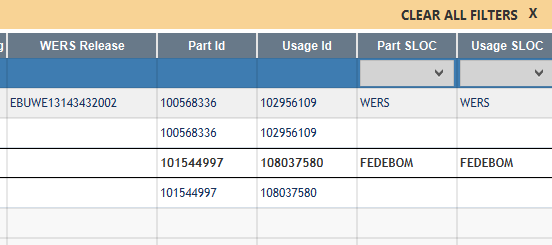 CLEAR ALL FILTERS X
g WERS Release Part Id Usage Id Part SLOC Usage SLOC
EBUWE13143432002 100568336 102956109 WERS WERS
100568336 102956109
101544997 108037580 FEDEBOM FEDEBOM
101544997 108037580